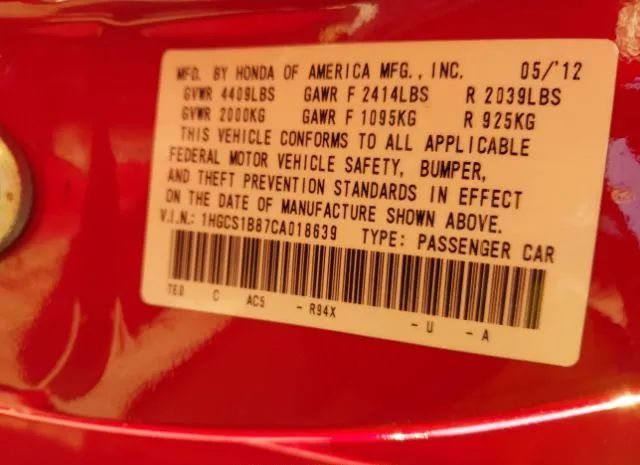 MFD. BY HONDA OF AMERICA MFG., INC. 05/'12
GVWR 4409LBS GAWR F 2414LBS R 2039LBS
GVWR 2000KG GAWR F 1095KG R 925KG
THIS VEHICLE CONFORMS TO ALL APPLICABLE
FEDERAL MOTOR VEHICLE SAFETY, BUMPER,
AND THEFT PREVENTION STANDARDS IN EFFECT
ON THE DATE OF MANUFACTURE SHOWN ABOVE.
V.I.N.: 1HGCS1B87CA018639 TYPE: PASSENGER CAR
TE0 C AC5 - R94X - U - A